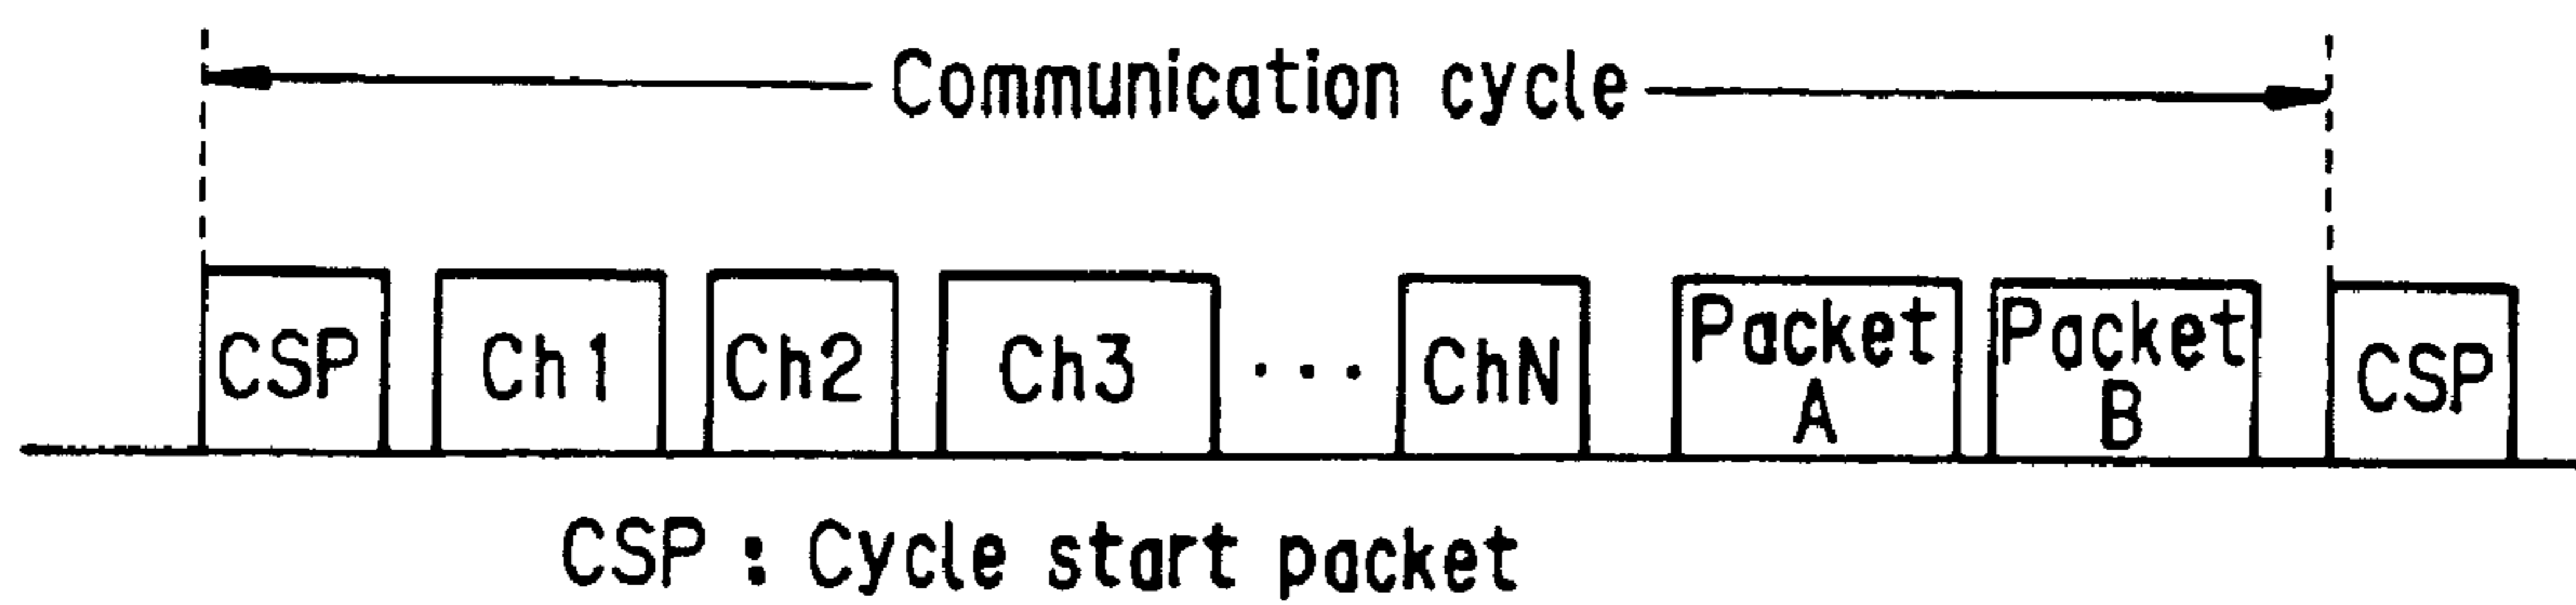 Communication cycle
CSP Ch1 Ch2 Ch3 ... ChN Packet A Packet B CSP
CSP : Cycle start packet